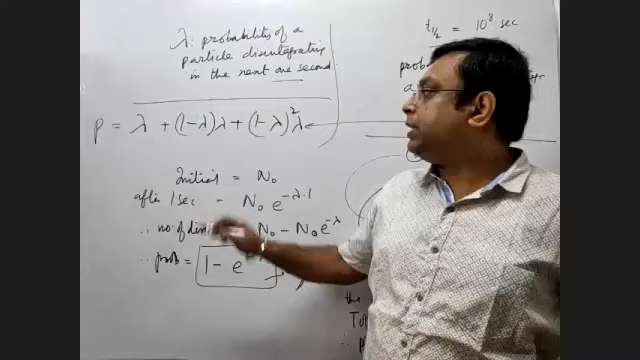 λ: probability of a
particle disintegrating
in the next one second.
P = λ + (1-λ)λ + (1-λ)²λ
Initial = N₀
after 1 sec - N₀ e^{-λ.1}
∴ no. of N₀ - N₀e^{-λ}
∴ prob = 1 - e
t₁/₂ = 10⁸ sec
a
the